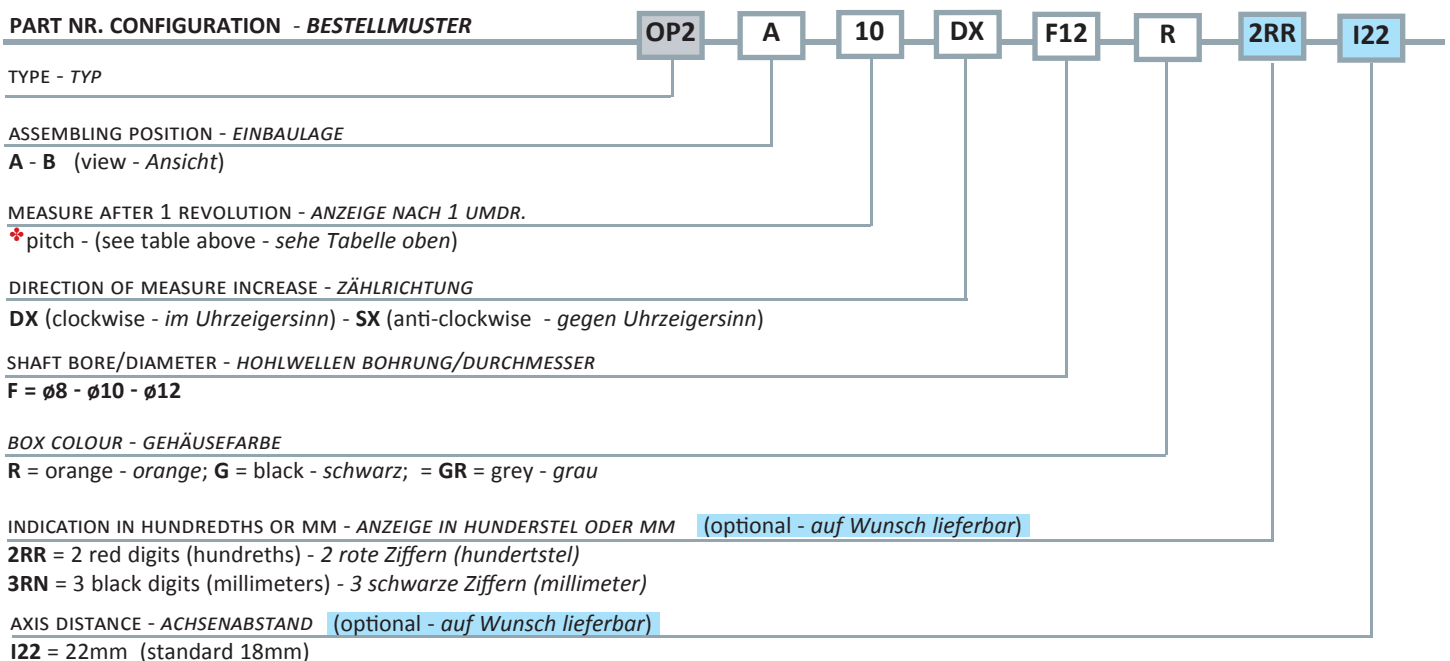 PART NR. CONFIGURATION - BESTELLMUSTER OP2 A 10 DX F12 R 2RR I22
TYPE - TYP
ASSEMBLING POSITION - EINBAULAGE
A - B (view - Ansicht)
MEASURE AFTER 1 REVOLUTION - ANZEIGE NACH 1 UMDR.
✤pitch - (see table above - sehe Tabelle oben)
DIRECTION OF MEASURE INCREASE - ZÄHLRICHTUNG
DX (clockwise - im Uhrzeigersinn) - SX (anti-clockwise - gegen Uhrzeigersinn)
SHAFT BORE/DIAMETER - HOHLWELLEN BOHRUNG/DURCHMESSER
F = ø8 - ø10 - ø12
BOX COLOUR - GEHÄUSEFARBE
R = orange - orange; G = black - schwarz; = GR = grey - grau
INDICATION IN HUNDREDTHS OR MM - ANZEIGE IN HUNDERSTEL ODER MM (optional - auf Wunsch lieferbar)
2RR = 2 red digits (hundreths) - 2 rote Ziffern (hundertstel)
3RN = 3 black digits (millimeters) - 3 schwarze Ziffern (millimeter)
AXIS DISTANCE - ACHSENABSTAND (optional - auf Wunsch lieferbar)
I22 = 22mm (standard 18mm)